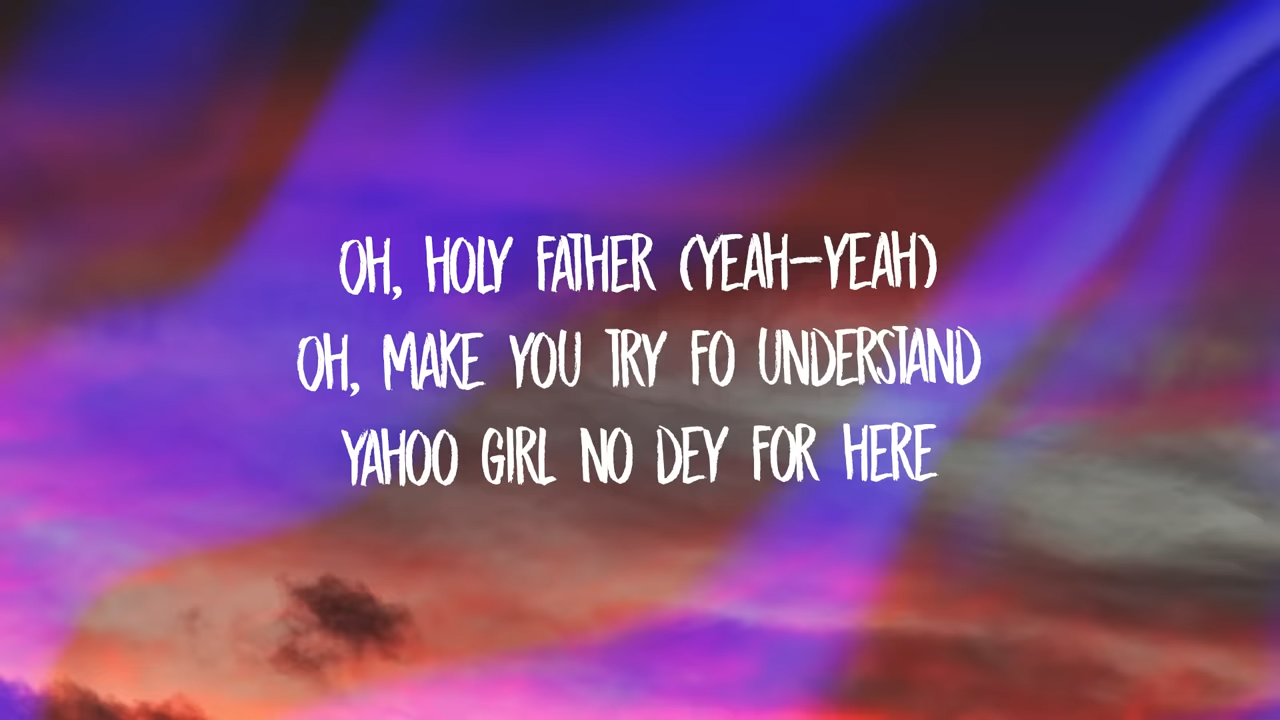 OH, HOLY FATHER (YEAH-YEAH)
OH, MAKE YOU TRY FO UNDERSTAND
YAHOO GIRL NO DEY FOR HERE